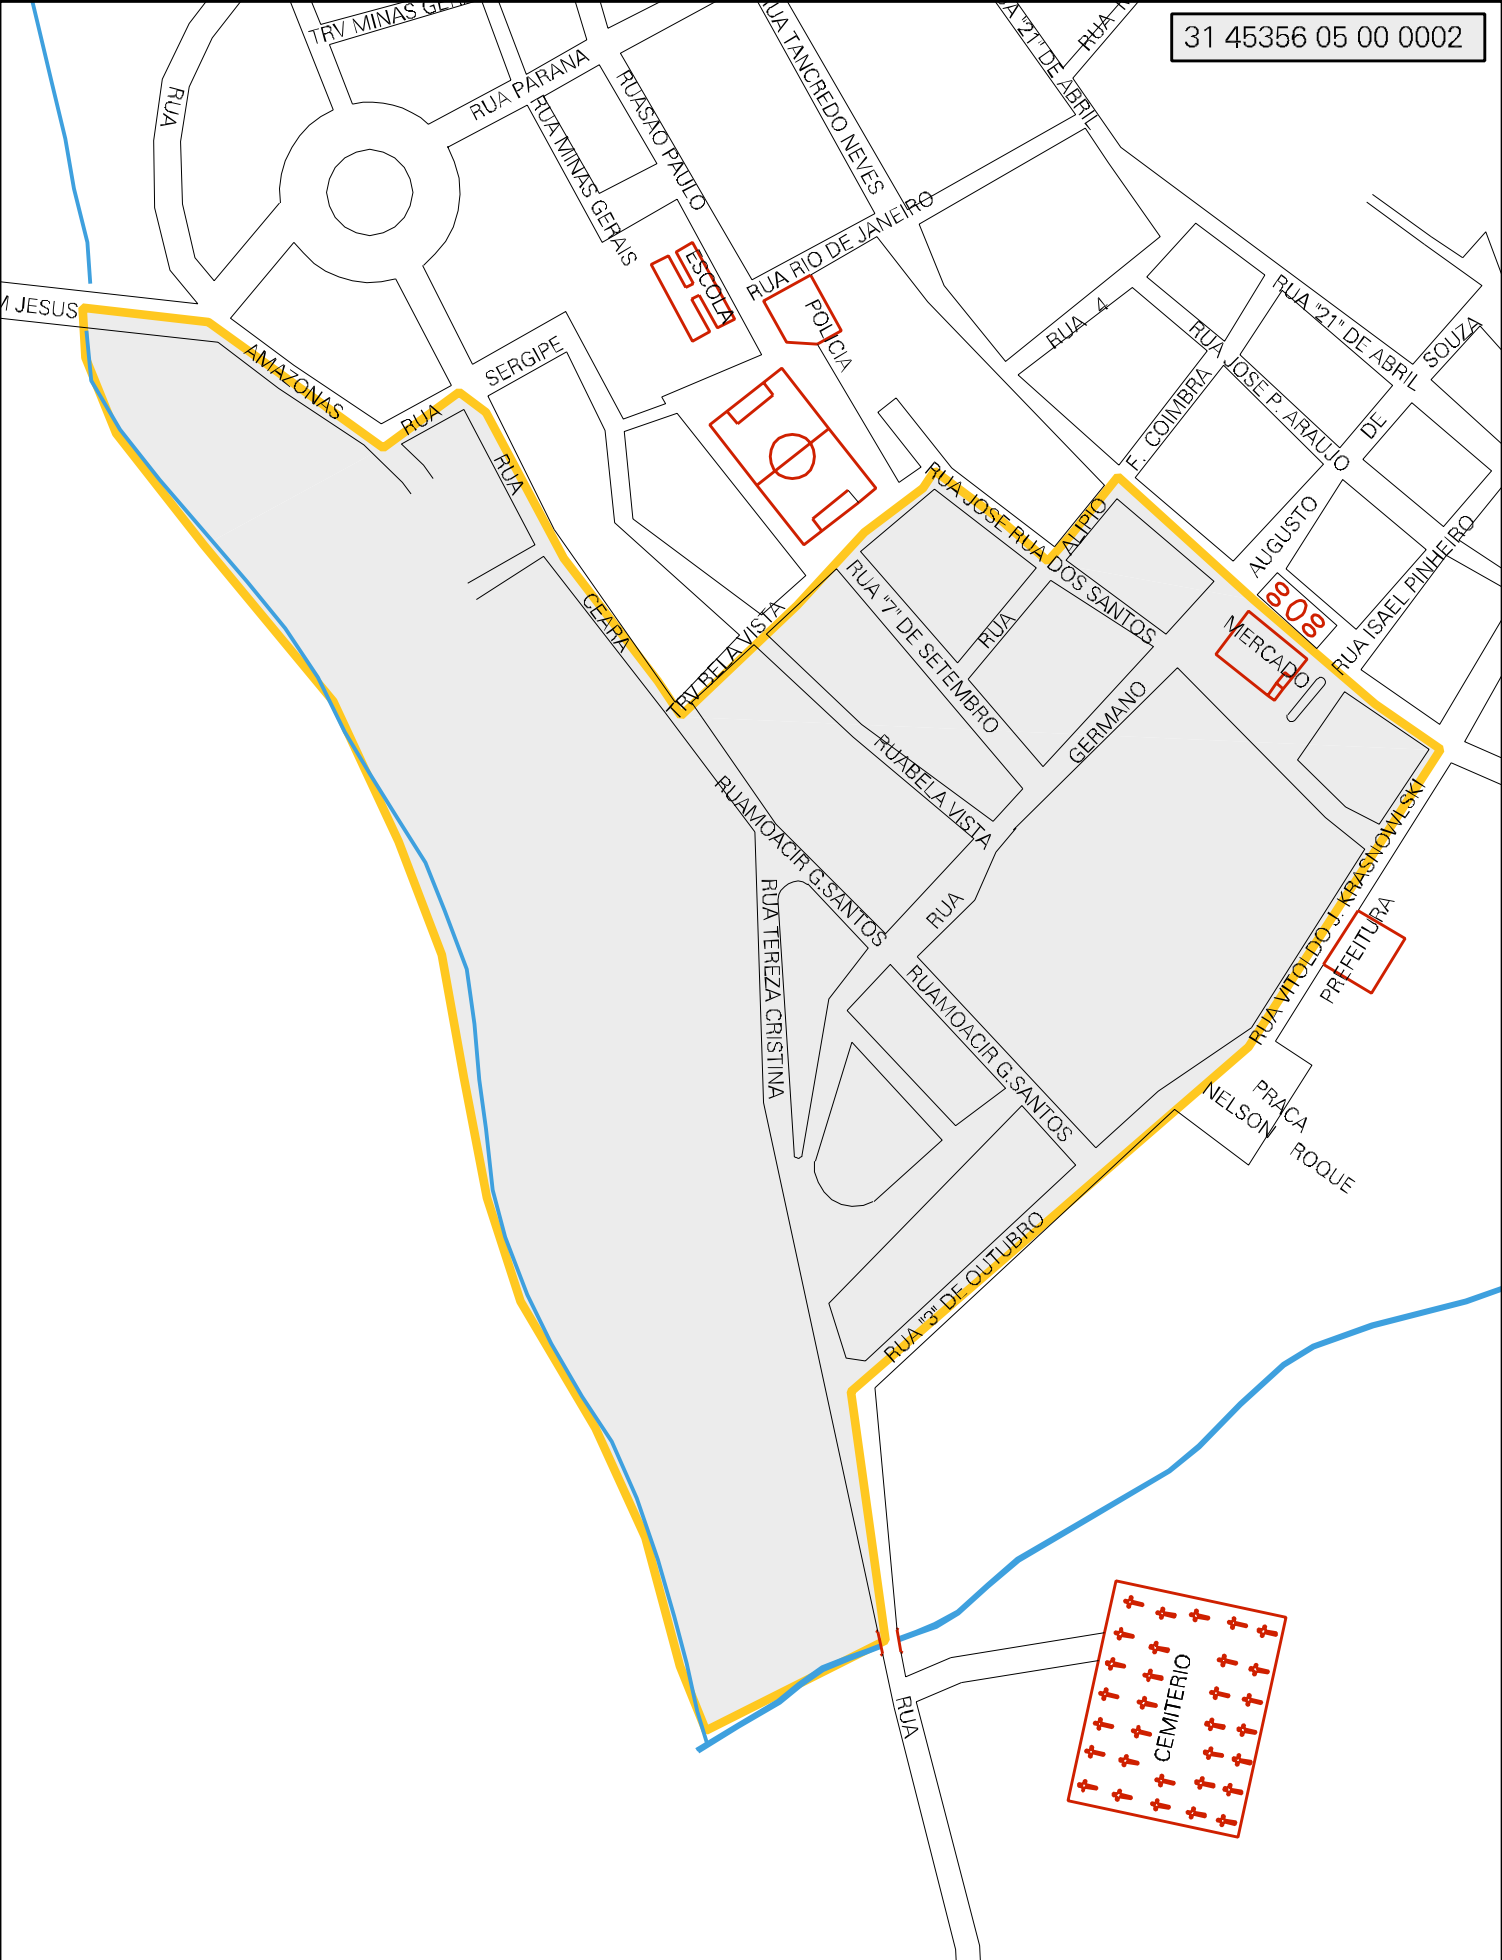 31 45356 05 00 0002
RUA
RUA PARANA
RUA MINAS GERAIS
RUASAO PAULO
RUA TANCREDO NEVES
"21" DE ABRIL
RUA
RUA RIO DE JANEIRO
ESCOLA
POLICIA
RUA 4
RUA "21" DE ABRIL
RUA JOSE P. ARAUJO
F. COIMBRA
ALIPIO
RUA
AUGUSTO
DE
SOUZA
RUA ISAEL PINHEIRO
JESUS
AMAZONAS
RUA
SERGIPE
RUA
CEARA
TRV BELA VISTA
RUA JOSE RUA DOS SANTOS
RUA "7" DE SETEMBRO
MERCADO
GERMANO
RUA
RUABELA VISTA
RUAMOACIR G.SANTOS
RUA TEREZA CRISTINA
RUAMOACIR G.SANTOS
RUA VITOLDO J. KRASNOWLSKI
PREFEITURA
PRACA
NELSON
ROQUE
RUA "3" DE OUTUBRO
RUA
CEMITERIO